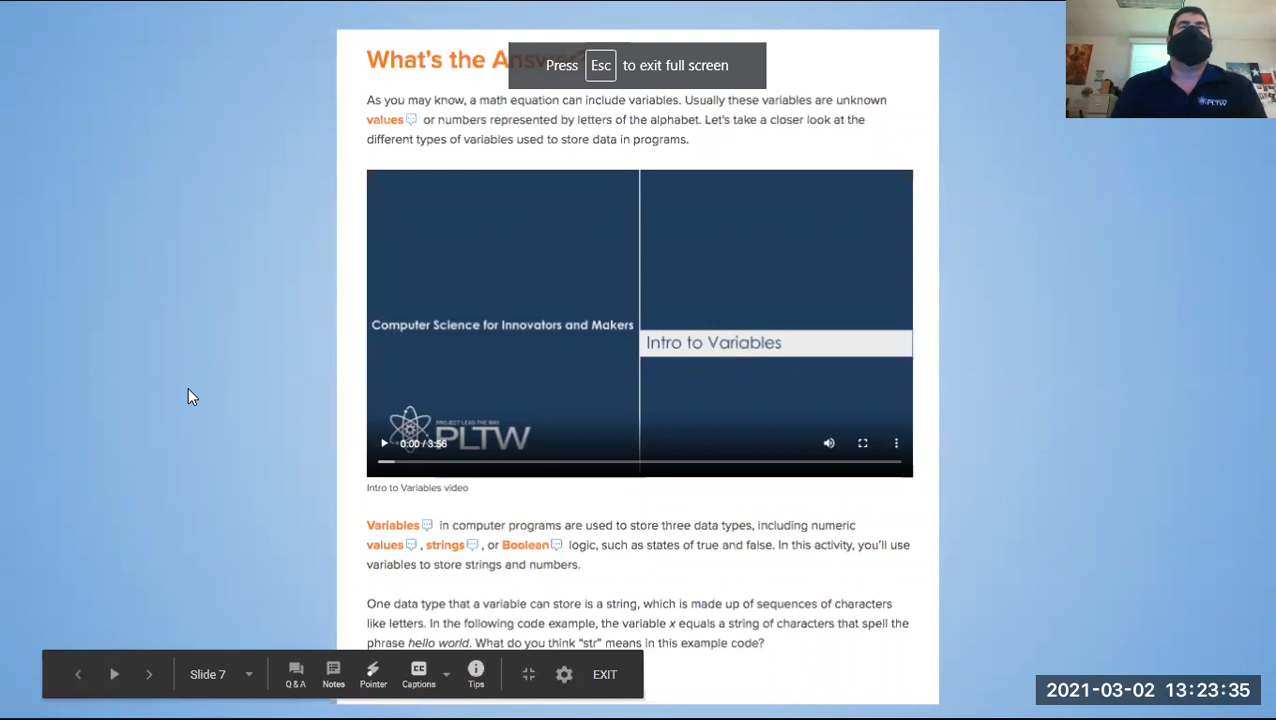 What's the Answer?
Press Esc to exit full screen
As you may know, a math equation can include variables. Usually these variables are unknown
values or numbers represented by letters of the alphabet. Let's take a closer look at the
different types of variables used to store data in programs.
PLTW
Computer Science for Innovators and Makers
Intro to Variables
PROJECT LEAD THE WAY
PLTW
0:00 / 3:56
Intro to Variables video
Variables in computer programs are used to store three data types, including numeric
values, strings, or Boolean logic, such as states of true and false. In this activity, you'll use
variables to store strings and numbers.
One data type that a variable can store is a string, which is made up of sequences of characters
like letters. In the following code example, the variable x equals a string of characters that spell the
phrase hello world. What do you think "str" means in this example code?
Slide 7
Q & A
Notes
Pointer
CC
Captions
Tips
EXIT
2021-03-02 13:23:35